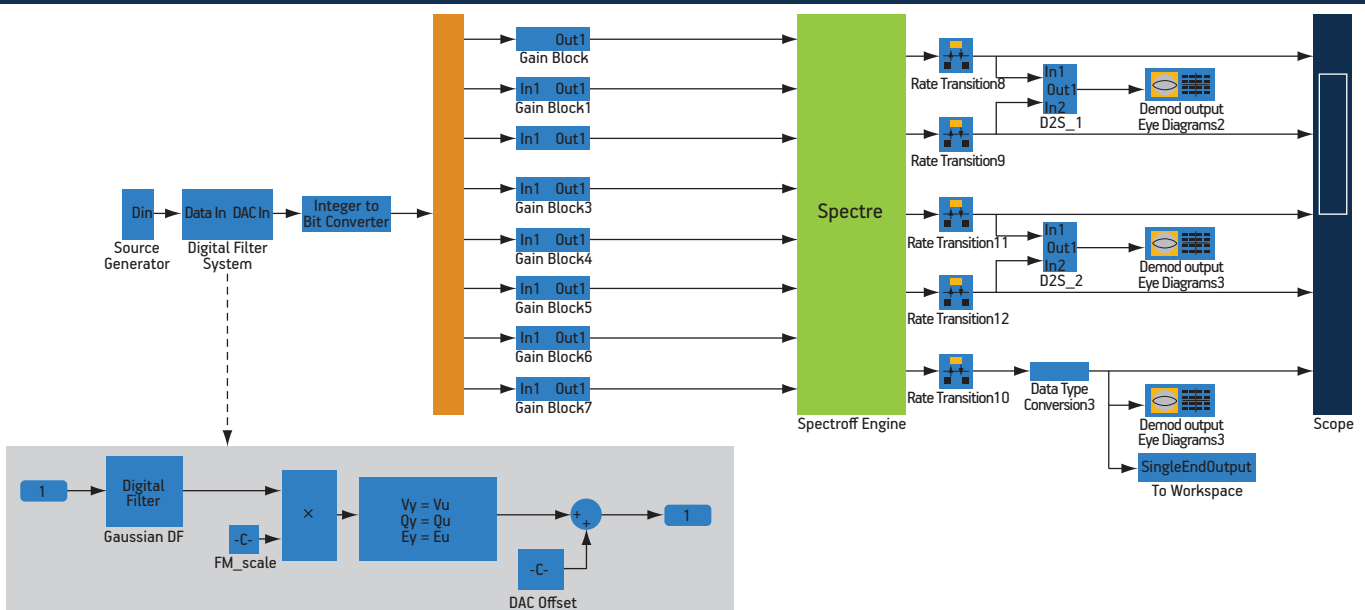 Out1
Gain Block
In1 Out1
Gain Block1
In1 Out1
In1 Out1
Gain Block3
In1 Out1
Gain Block4
In1 Out1
Gain Block5
In1 Out1
Gain Block6
In1 Out1
Gain Block7
Din
Source
Generator
Data In DAC In
Digital Filter
System
Integer to
Bit Converter
Spectre
Spectroff Engine
Rate Transition8
Rate Transition9
Rate Transition11
Rate Transition12
Rate Transition10
In1
Out1
In2
D2S_1
Demod output
Eye Diagrams2
In1
Out1
In2
D2S_2
Demod output
Eye Diagrams3
Data Type
Conversion3
Demod output
Eye Diagrams3
SingleEndOutput
To Workspace
Scope
1
Digital
Filter
Gaussian DF
-C-
FM_scale
×
Vy = Vu
Qy = Qu
Ey = Eu
+
+
-C-
DAC Offset
1